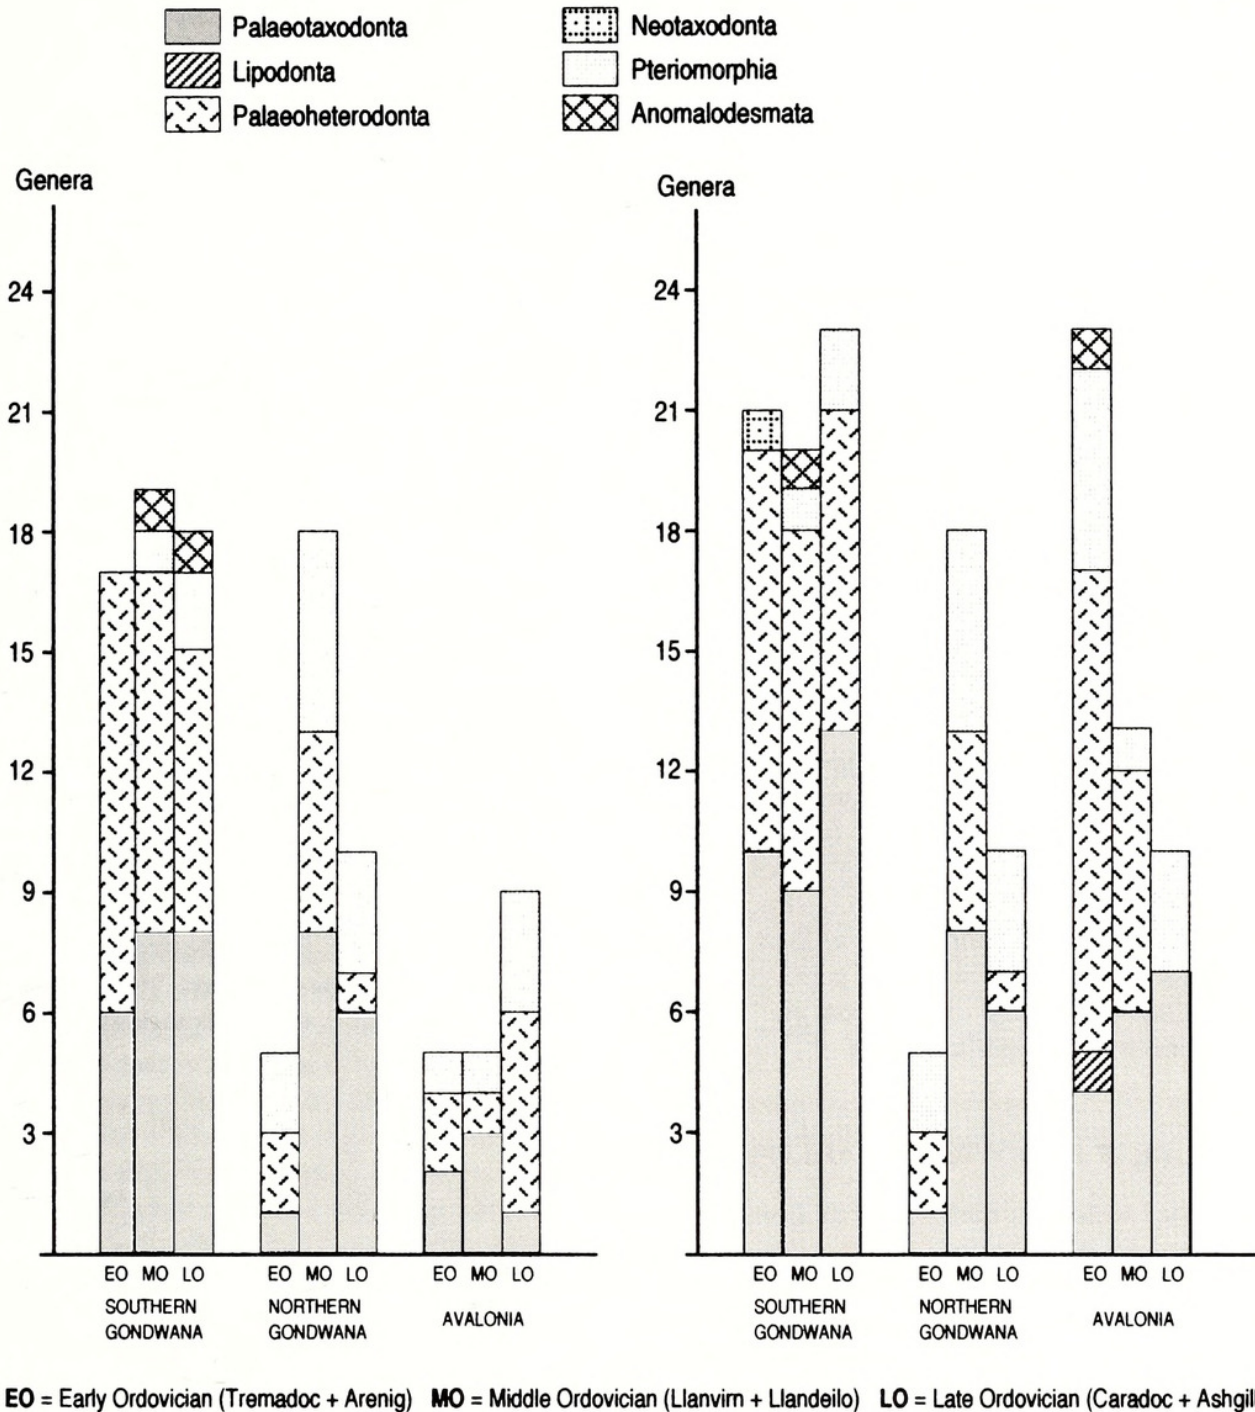 Palaeotaxodonta
Lipodonta
Palaeoheterodonta
Neotaxodonta
Pteriomorphia
Anomalodesmata
Genera
24
21
18
15
12
9
6
3
EO MO LO
SOUTHERN
GONDWANA
EO MO LO
NORTHERN
GONDWANA
EO MO LO
AVALONIA
Genera
24
21
18
15
12
9
6
3
EO MO LO
SOUTHERN
GONDWANA
EO MO LO
NORTHERN
GONDWANA
EO MO LO
AVALONIA
EO = Early Ordovician (Tremadoc + Arenig) MO = Middle Ordovician (Llanvirn + Llandeilo) LO = Late Ordovician (Caradoc + Ashgil